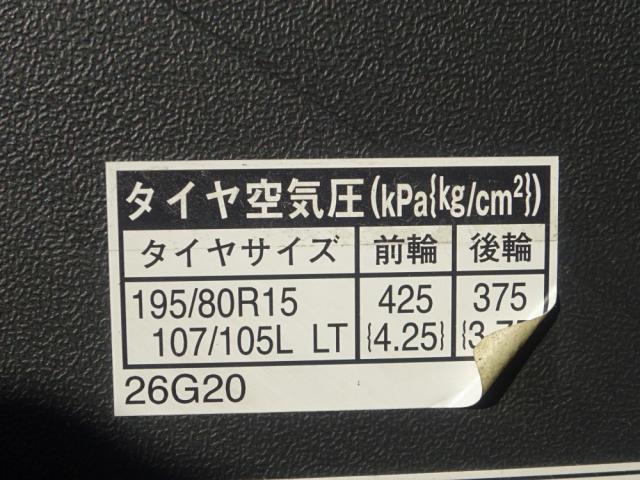 タイヤ空気圧(kPa{kg/cm²})
タイヤサイズ 前輪 後輪
195/80R15 425 375
107/105L LT {4.25}
26G20